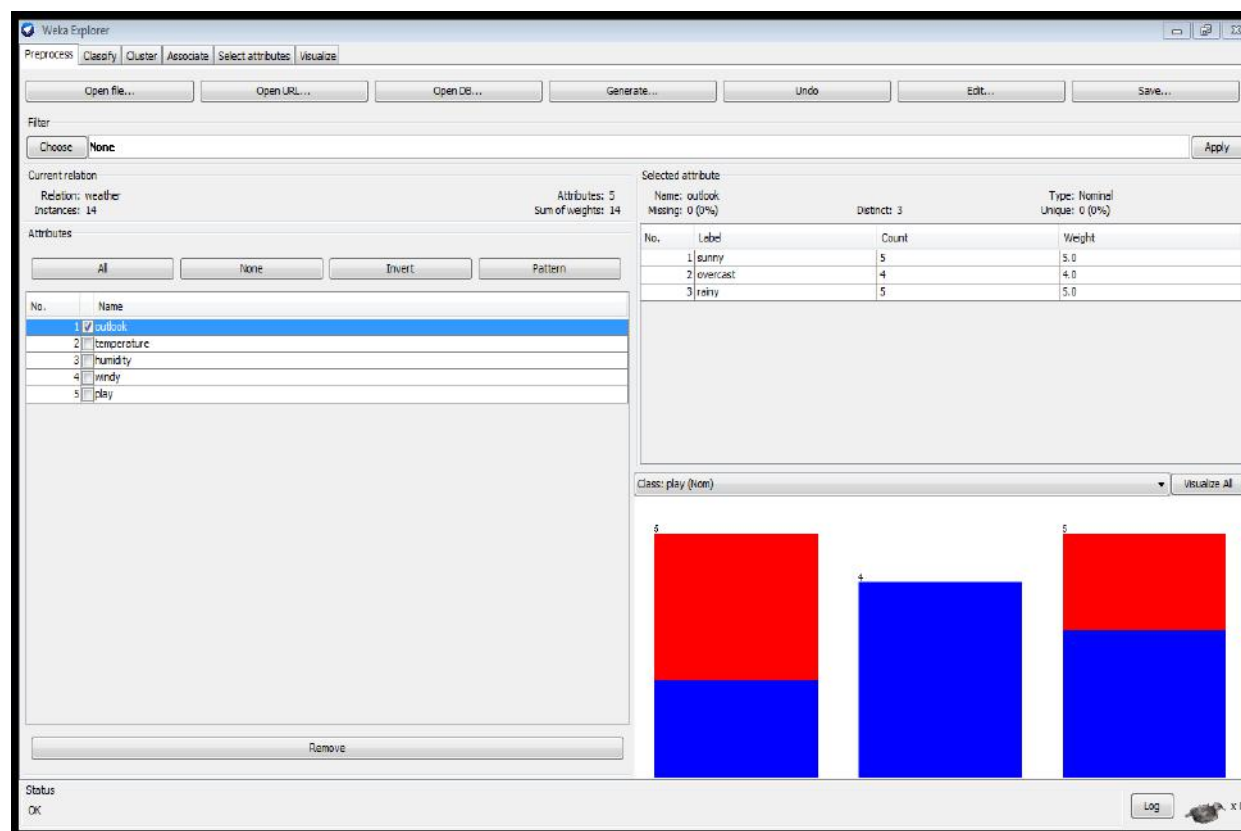 Weka Explorer
Preprocess Classify Cluster Associate Select attributes Visualize
Open file... Open URL... Open DB... Generate... Undo Edit... Save...
Filter
Choose None Apply
Current relation
Relation: weather Attributes: 5
Instances: 14 Sum of weights: 14
Selected attribute
Name: outlook Type: Nominal
Missing: 0 (0%) Distinct: 3 Unique: 0 (0%)
Attributes
All None Invert Pattern
No. Name
1 outlook
2 temperature
3 humidity
4 windy
5 play
Remove
No. Label Count Weight
1 sunny 5 5.0
2 overcast 4 4.0
3 rainy 5 5.0
Class: play (Nom) Visualize All
5 4 5
Status
OK
Log x